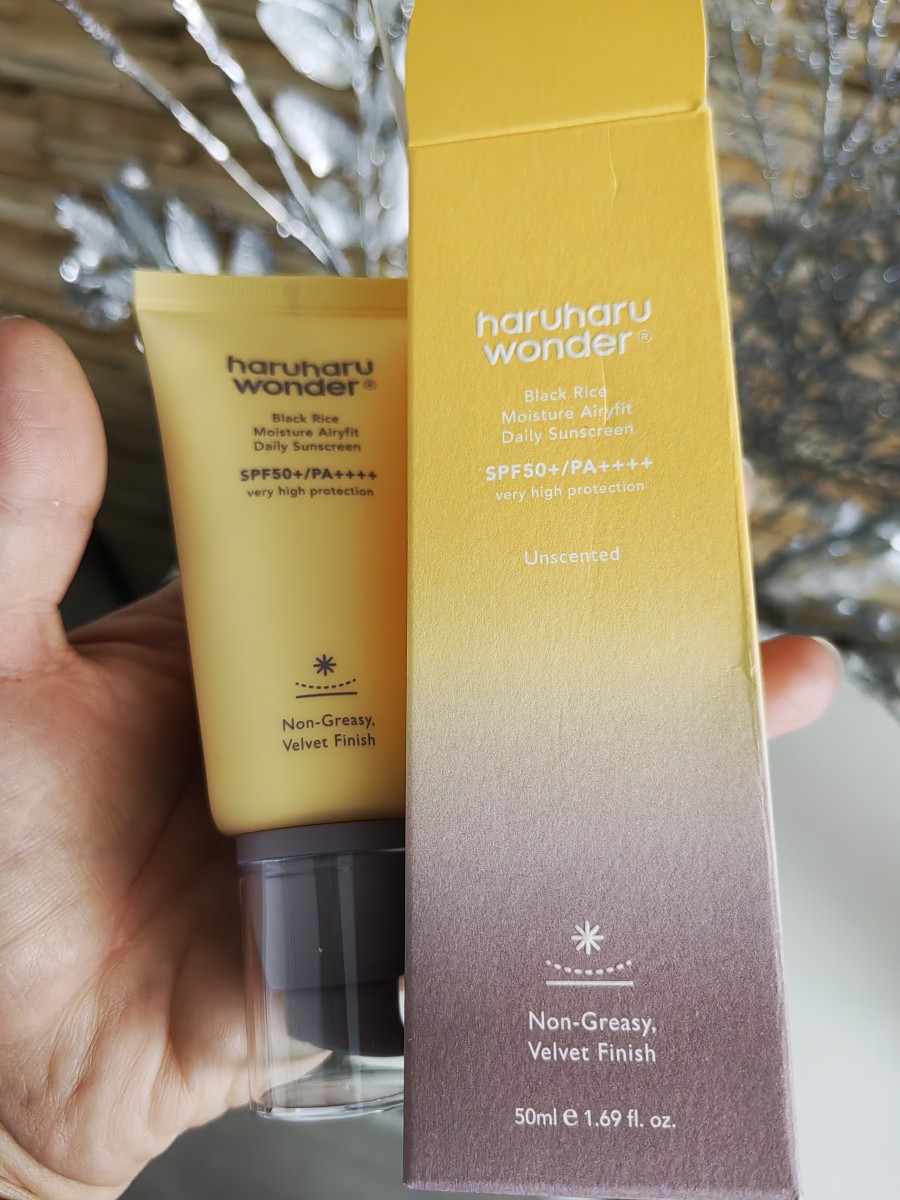 haruharu
wonder®
Black Rice
Moisture Airyfit
Daily Sunscreen
SPF50+/PA++++
very high protection
Non-Greasy,
Velvet Finish
haruharu
wonder®
Black Rice
Moisture Airyfit
Daily Sunscreen
SPF50+/PA++++
very high protection
Unscented
Non-Greasy,
Velvet Finish
50ml ℮ 1.69 fl. oz.